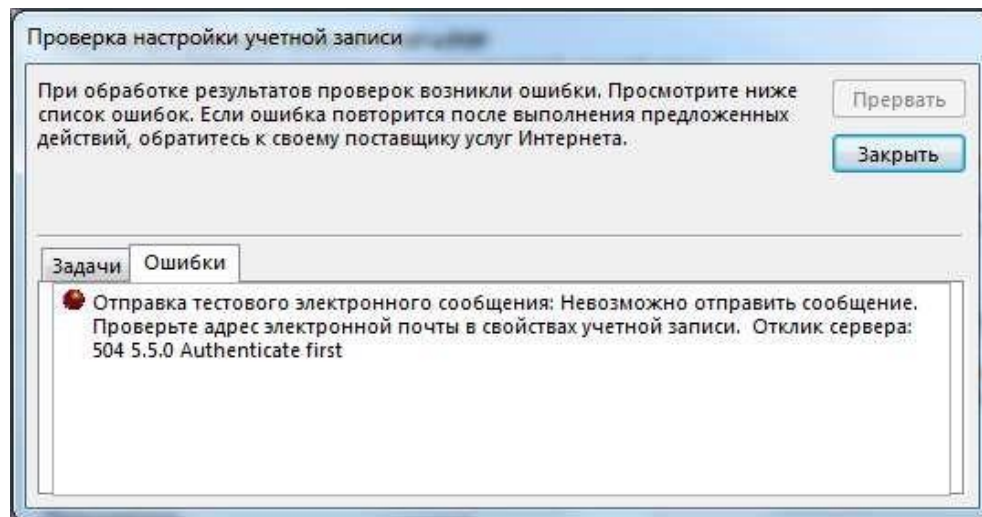 Проверка настройки учетной записи
При обработке результатов проверок возникли ошибки. Просмотрите ниже
список ошибок. Если ошибка повторится после выполнения предложенных
действий, обратитесь к своему поставщику услуг Интернета.
Прервать
Закрыть
Задачи
Ошибки
Отправка тестового электронного сообщения: Невозможно отправить сообщение.
Проверьте адрес электронной почты в свойствах учетной записи. Отклик сервера:
504 5.5.0 Authenticate first